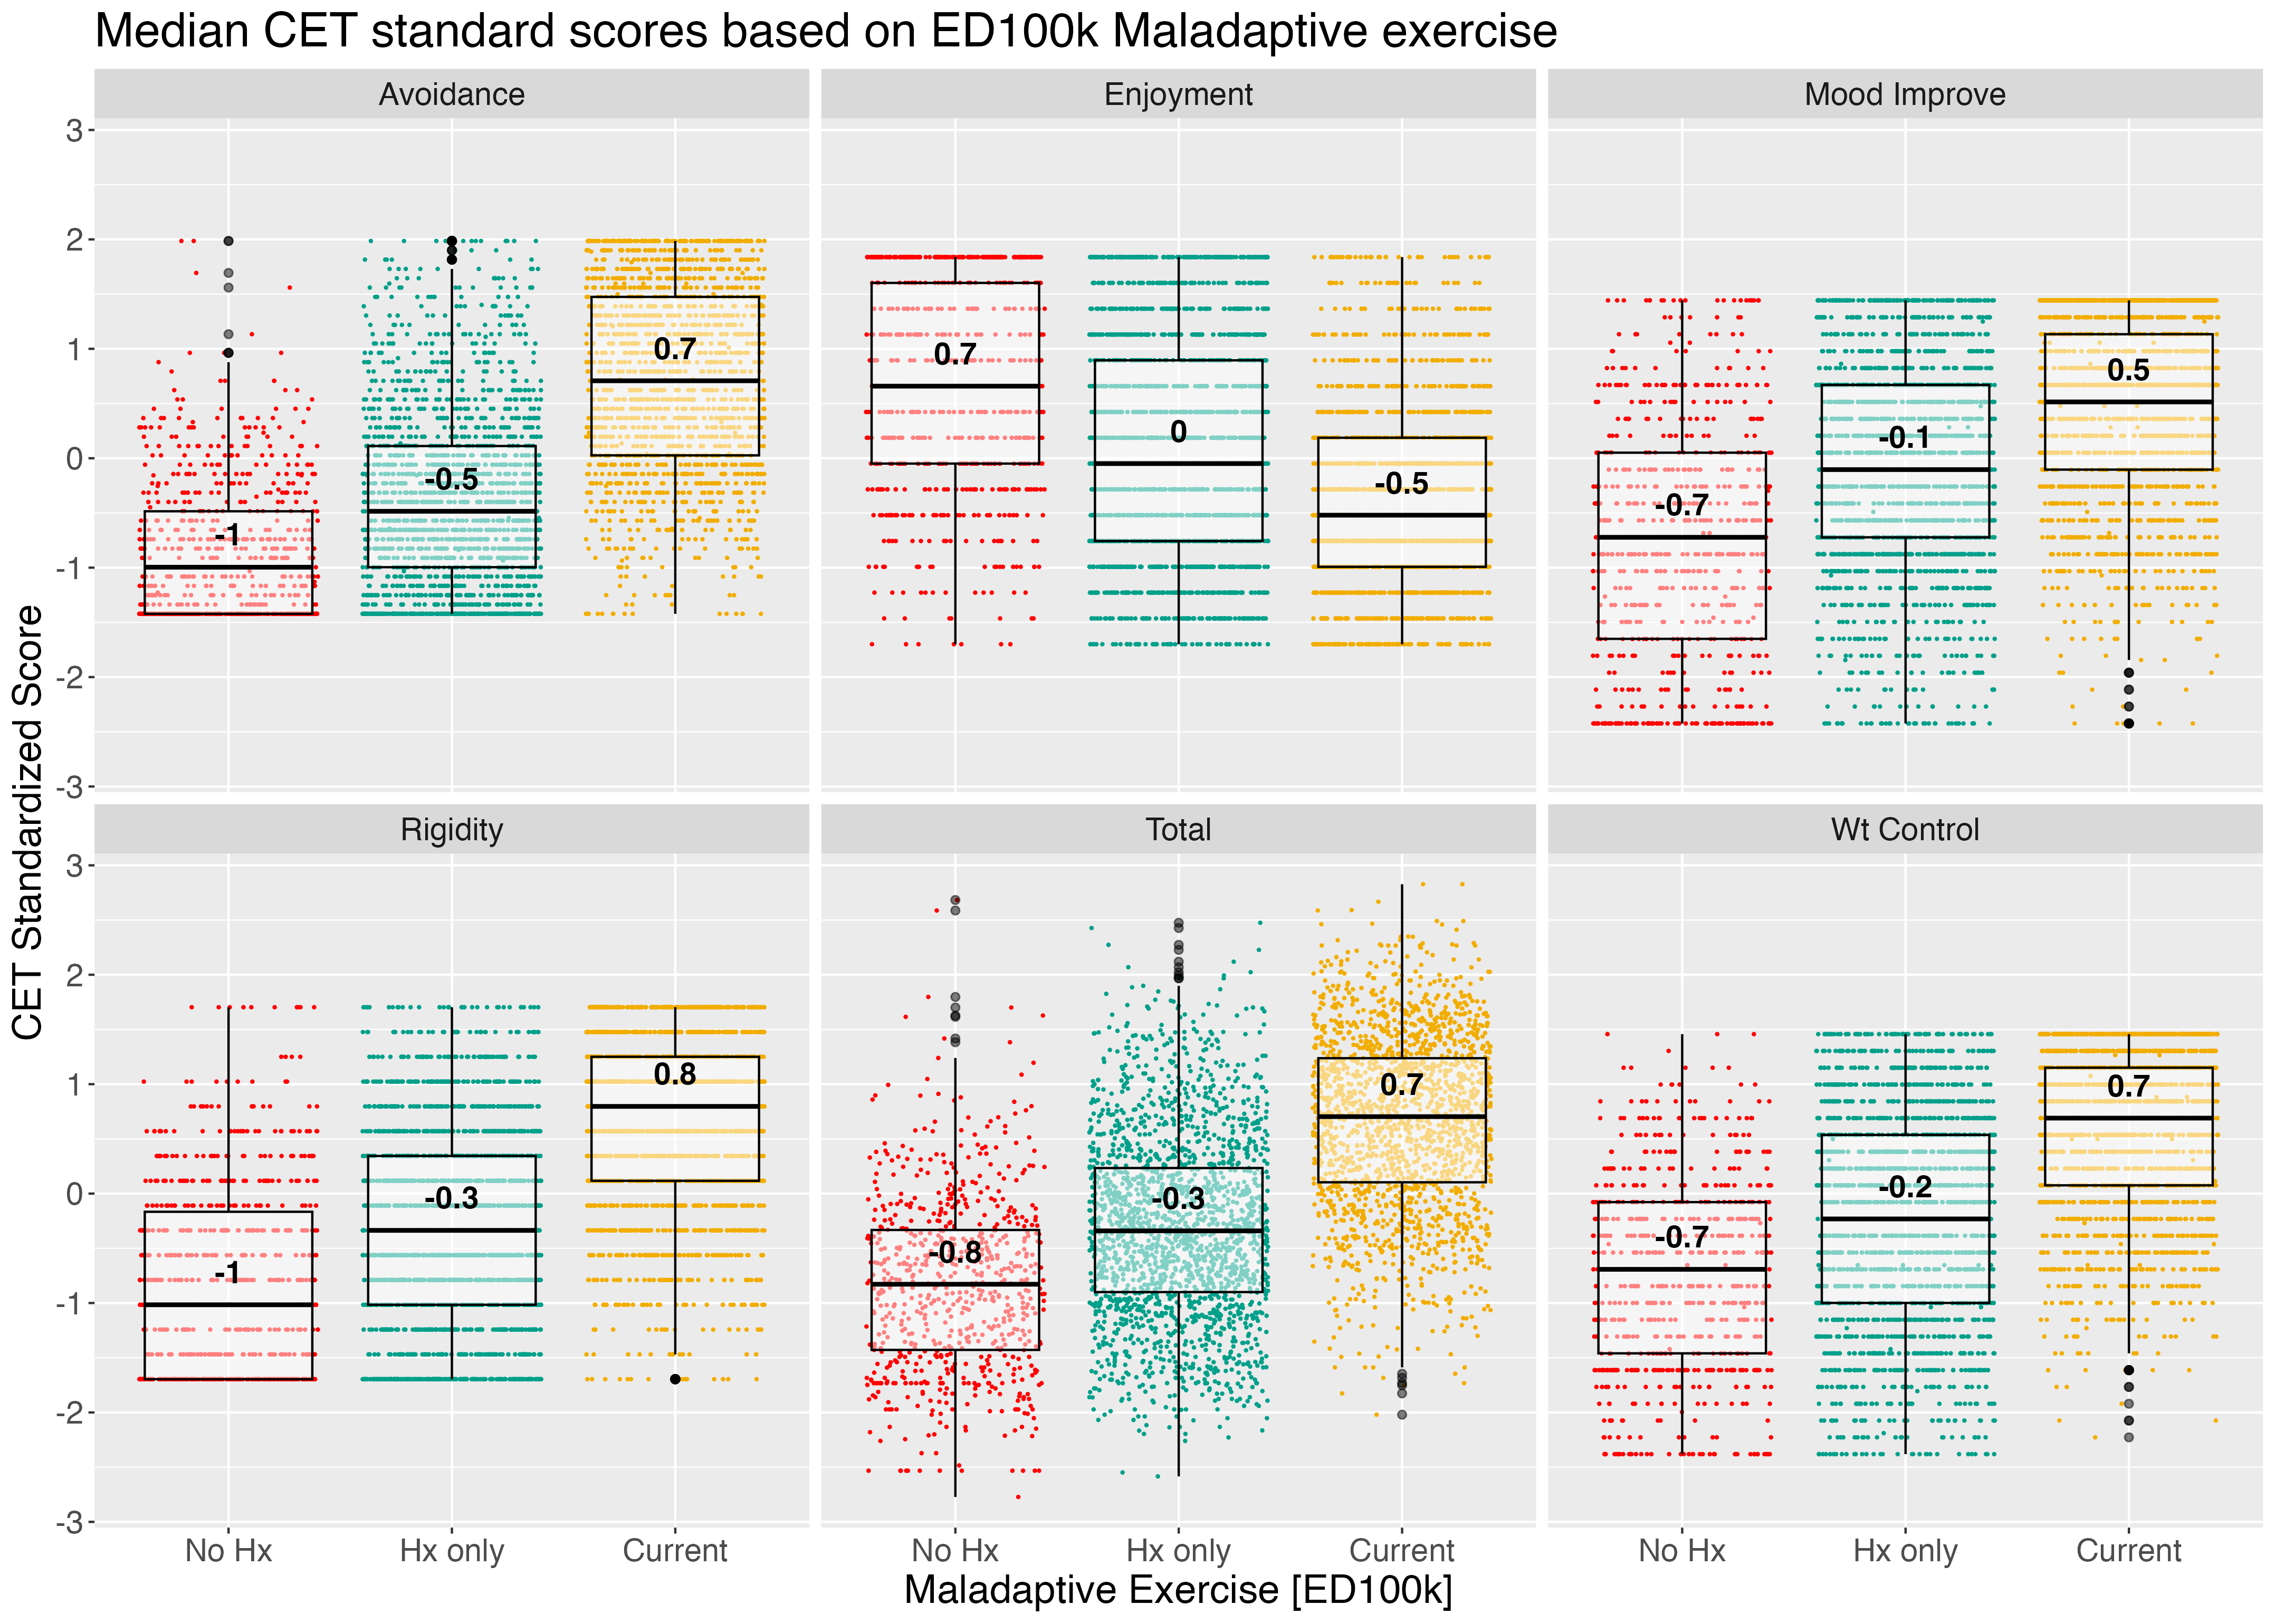 Median CET standard scores based on ED100k Maladaptive exercise
Avoidance Enjoyment Mood Improve
3
2
1
0
-1
-2
-3
-1 -0.5 0.7
0.7 0 -0.5
-0.7 -0.1 0.5
CET Standardized Score
Rigidity Total Wt Control
3
2
1
0
-1
-2
-3
-1 -0.3 0.8
-0.8 -0.3 0.7
-0.7 -0.2 0.7
No Hx Hx only Current No Hx Hx only Current No Hx Hx only Current
Maladaptive Exercise [ED100k]